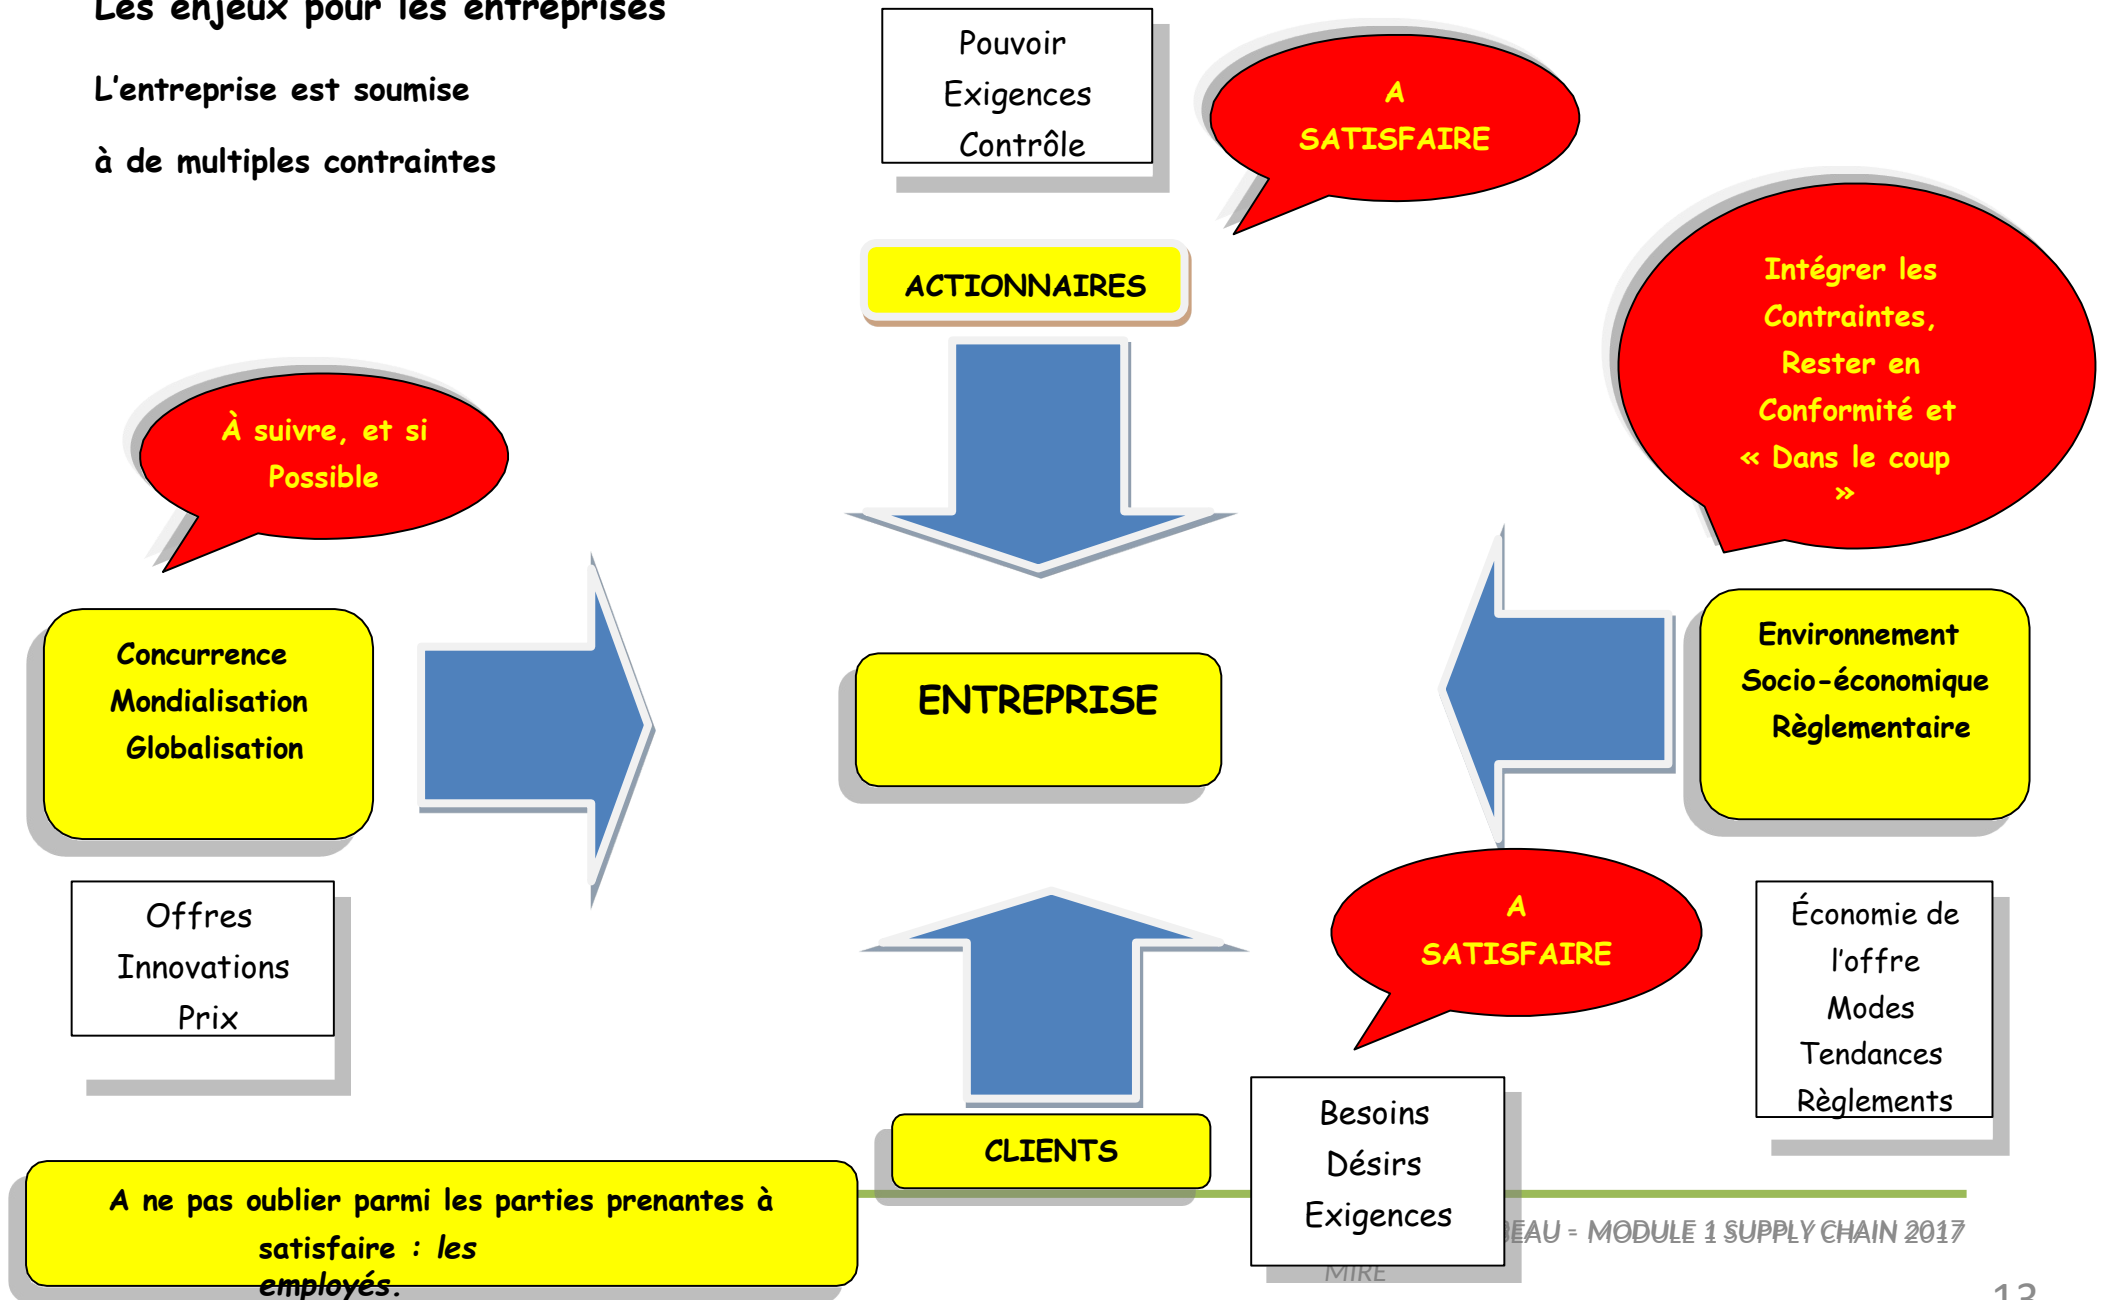 Les enjeux pour les entreprises
L'entreprise est soumise
à de multiples contraintes
Pouvoir
Exigences
Contrôle
A
SATISFAIRE
ACTIONNAIRES
Intégrer les
Contraintes,
Rester en
Conformité et
« Dans le coup
»
À suivre, et si
Possible
Concurrence
Mondialisation
Globalisation
ENTREPRISE
Environnement
Socio-économique
Règlementaire
Offres
Innovations
Prix
A
SATISFAIRE
Économie de
l'offre
Modes
Tendances
Règlements
CLIENTS
Besoins
Désirs
Exigences
A ne pas oublier parmi les parties prenantes à
satisfaire : les
employés.
MODULE 1 SUPPLY CHAIN 2017
MIRE
13